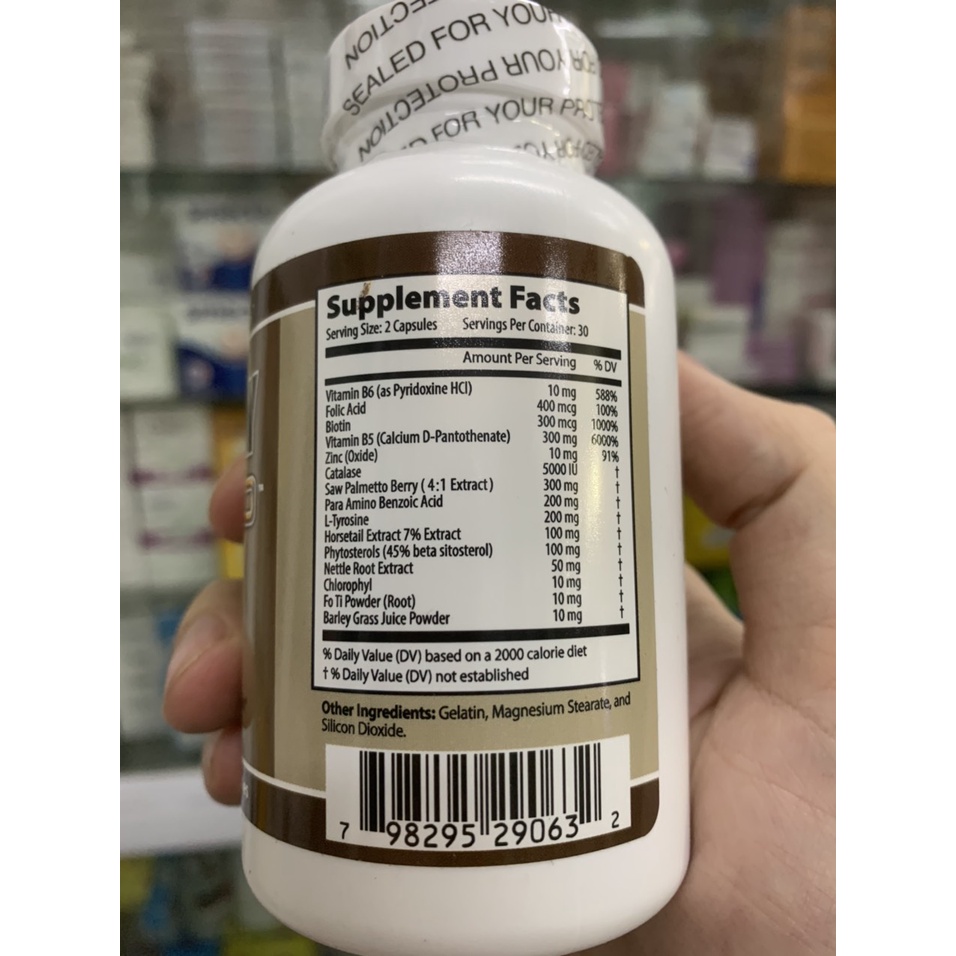 NOITCETORP
SEALED FOR YOUR
FOR YOUR PROTECTION
FOR YOUR
Supplement Facts
Serving Size: 2 Capsules Servings Per Container: 30
Amount Per Serving % DV
Vitamin B6 (as Pyridoxine HCl) 10 mg 588%
Folic Acid 400 mcg 100%
Biotin 300 mcg 1000%
Vitamin B5 (Calcium D-Pantothenate) 300 mg 6000%
Zinc (Oxide) 10 mg 91%
Catalase 5000 IU †
Saw Palmetto Berry ( 4:1 Extract ) 300 mg †
Para Amino Benzoic Acid 200 mg †
L-Tyrosine 200 mg †
Horsetail Extract 7% Extract 100 mg †
Phytosterols (45% beta sitosterol) 100 mg †
Nettle Root Extract 50 mg †
Chlorophyl 10 mg †
Fo Ti Powder (Root) 10 mg †
Barley Grass Juice Powder 10 mg †
% Daily Value (DV) based on a 2000 calorie diet
† % Daily Value (DV) not established
Other Ingredients: Gelatin, Magnesium Stearate, and
Silicon Dioxide.
7 98295 29063 2